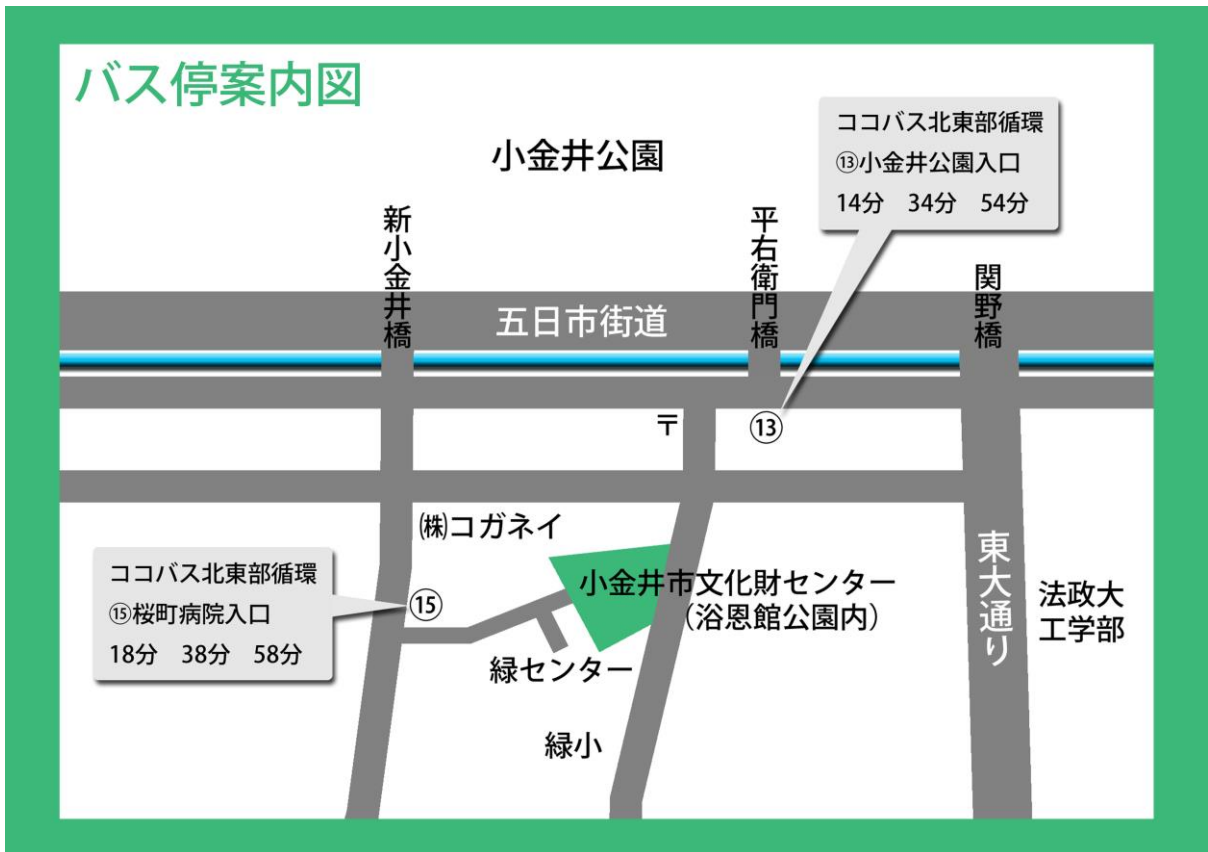 バス停案内図
ココバス北東部循環
⑬小金井公園入口
14分 34分 54分
小金井公園
新小金井橋
平右衛門橋
関野橋
五日市街道
〒
⑬
㈱コガネイ
小金井市文化財センター
（浴恩館公園内）
東大通り
法政大
工学部
ココバス北東部循環
⑮桜町病院入口
18分 38分 58分
⑮
緑センター
緑小